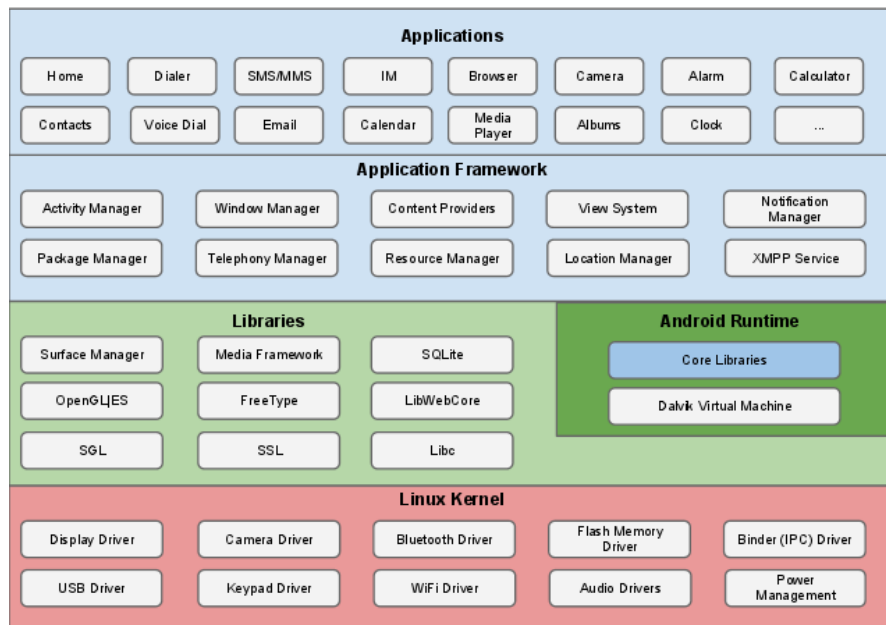 Applications
Home
Dialer
SMS/MMS
IM
Browser
Camera
Alarm
Calculator
Contacts
Voice Dial
Email
Calendar
Media
Player
Albums
Clock
...
Application Framework
Activity Manager
Window Manager
Content Providers
View System
Notification
Manager
Package Manager
Telephony Manager
Resource Manager
Location Manager
XMPP Service
Libraries
Surface Manager
Media Framework
SQLite
OpenGL|ES
FreeType
LibWebCore
SGL
SSL
Libc
Android Runtime
Core Libraries
Dalvik Virtual Machine
Linux Kernel
Display Driver
Camera Driver
Bluetooth Driver
Flash Memory
Driver
Binder (IPC) Driver
USB Driver
Keypad Driver
WiFi Driver
Audio Drivers
Power
Management